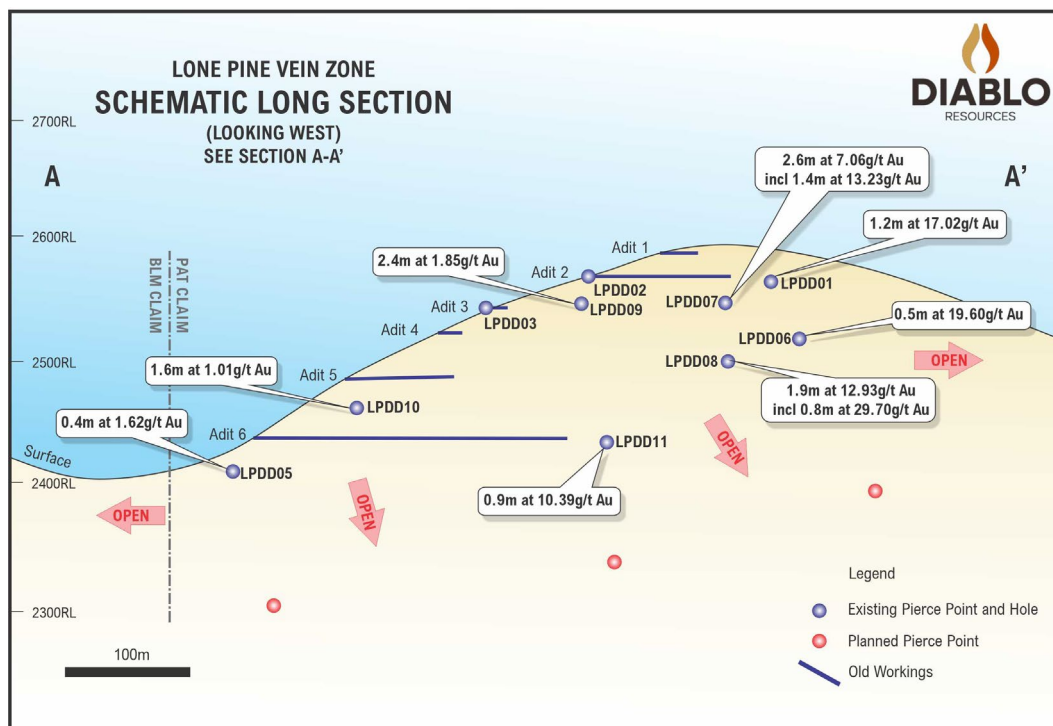 LONE PINE VEIN ZONE
SCHEMATIC LONG SECTION
(LOOKING WEST)
SEE SECTION A-A'
DIABLO
RESOURCES
2700RL
A
A'
2.6m at 7.06g/t Au
incl 1.4m at 13.23g/t Au
2600RL
1.2m at 17.02g/t Au
Adit 1
2.4m at 1.85g/t Au
Adit 2
LPDD02
LPDD01
PAT CLAIM
BLM CLAIM
LPDD09
LPDD07
Adit 3
LPDD03
0.5m at 19.60g/t Au
Adit 4
LPDD06
2500RL
LPDD08
OPEN
1.6m at 1.01g/t Au
Adit 5
1.9m at 12.93g/t Au
incl 0.8m at 29.70g/t Au
LPDD10
0.4m at 1.62g/t Au
Adit 6
OPEN
LPDD11
Surface
LPDD05
2400RL
0.9m at 10.39g/t Au
OPEN
OPEN
Legend
2300RL
Existing Pierce Point and Hole
Planned Pierce Point
100m
Old Workings